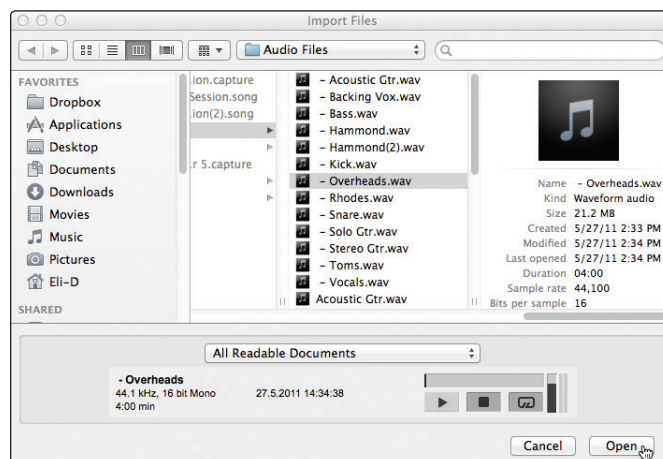 Import Files
Audio Files
FAVORITES
Dropbox
Applications
Desktop
Documents
Downloads
Movies
Music
Pictures
Eli-D
SHARED
ion.capture
Session.song
ion(2).song
r S.capture
– Acoustic Gtr.wav
– Backing Vox.wav
– Bass.wav
– Hammond.wav
– Hammond(2).wav
– Kick.wav
– Overheads.wav
– Rhodes.wav
– Snare.wav
– Solo Gtr.wav
– Stereo Gtr.wav
– Toms.wav
– Vocals.wav
Acoustic Gtr.wav
Name – Overheads.wav
Kind Waveform audio
Size 21.2 MB
Created 5/27/11 2:33 PM
Modified 5/27/11 2:34 PM
Last opened 5/27/11 2:34 PM
Duration 04:00
Sample rate 44,100
Bits per sample 16
All Readable Documents
- Overheads
44.1 kHz, 16 bit Mono 27.5.2011 14:34:38
4:00 min
Cancel Open